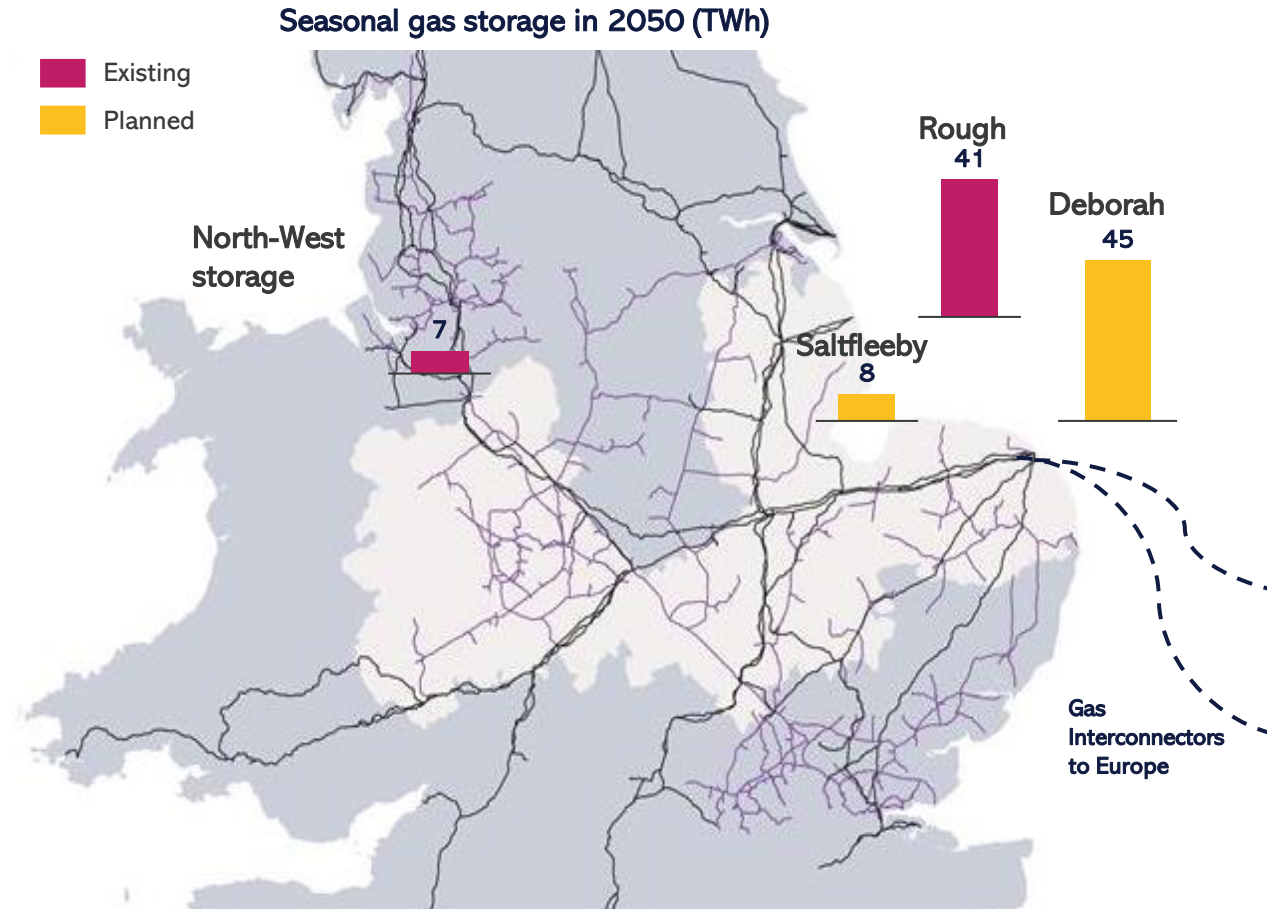 Seasonal gas storage in 2050 (TWh)
Existing
Planned
Rough
41
Deborah
45
North-West
storage
7
Saltfleeby
8
Gas
Interconnectors
to Europe